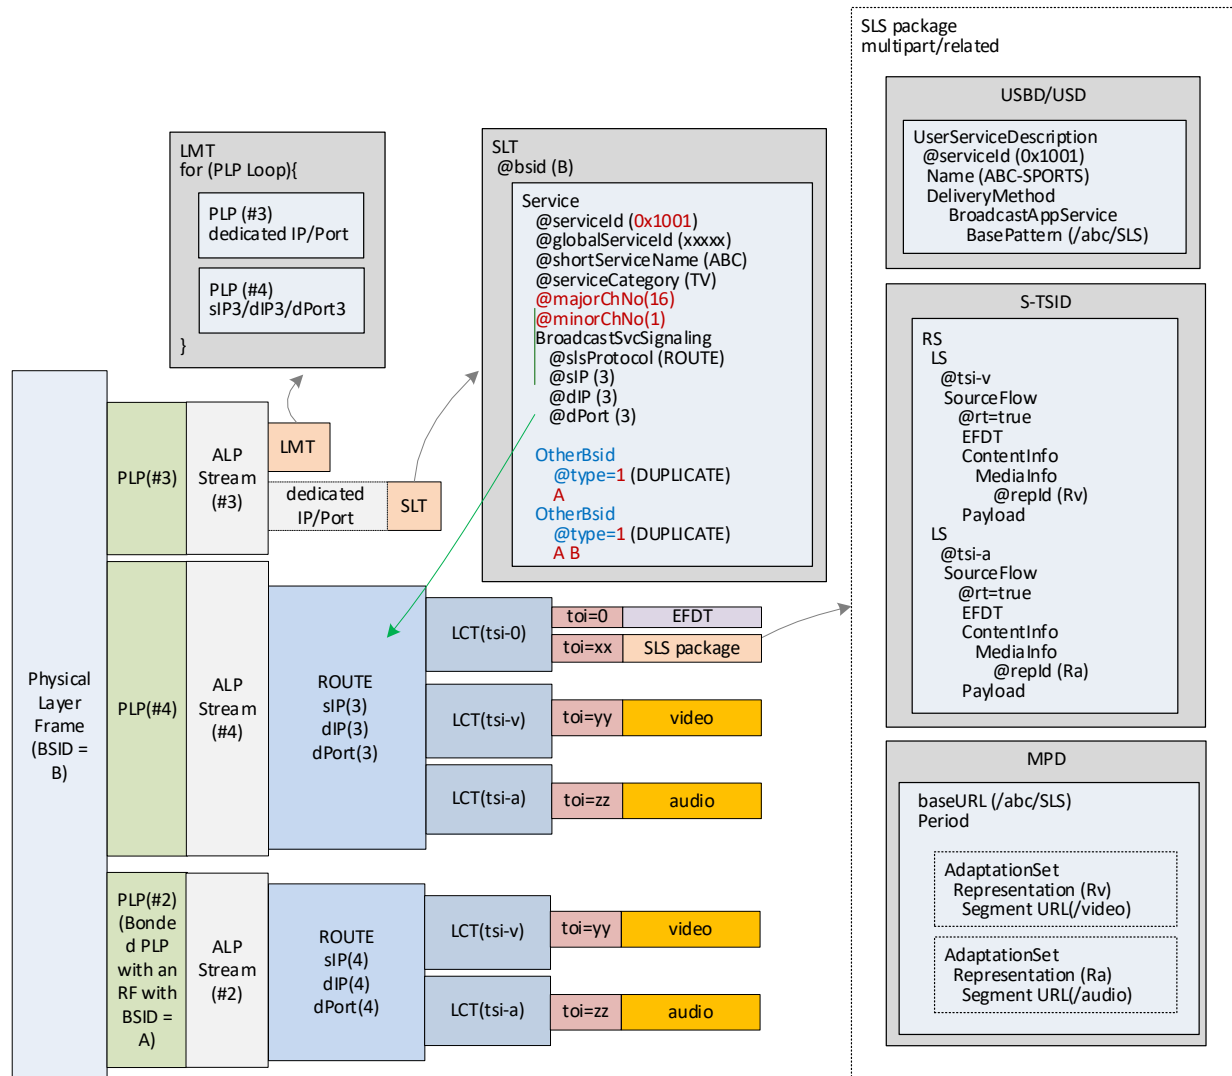 SLS package
multipart/related
USBD/USD
UserServiceDescription
@serviceId (0x1001)
Name (ABC-SPORTS)
DeliveryMethod
BroadcastAppService
BasePattern (/abc/SLS)
S-TSID
RS
LS
@tsi-v
SourceFlow
@rt=true
EFDT
ContentInfo
MediaInfo
@repId (Rv)
Payload
LS
@tsi-a
SourceFlow
@rt=true
EFDT
ContentInfo
MediaInfo
@repId (Ra)
Payload
MPD
baseURL (/abc/SLS)
Period
AdaptationSet
Representation (Rv)
Segment URL(/video)
AdaptationSet
Representation (Ra)
Segment URL(/audio)
LMT
for (PLP Loop){
PLP (#3)
dedicated IP/Port
PLP (#4)
sIP3/dIP3/dPort3
}
SLT
@bsid (B)
Service
@serviceId (0x1001)
@globalServiceId (xxxxx)
@shortServiceName (ABC)
@serviceCategory (TV)
@majorChNo(16)
@minorChNo(1)
BroadcastSvcSignaling
@slsProtocol (ROUTE)
@sIP (3)
@dIP (3)
@dPort (3)
OtherBsid
@type=1 (DUPLICATE)
A
OtherBsid
@type=1 (DUPLICATE)
A B
Physical
Layer
Frame
(BSID =
B)
PLP(#3)
ALP
Stream
(#3)
LMT
dedicated
IP/Port
SLT
PLP(#4)
ALP
Stream
(#4)
ROUTE
sIP(3)
dIP(3)
dPort(3)
LCT(tsi-0)
toi=0
EFDT
toi=xx
SLS package
LCT(tsi-v)
toi=yy
video
LCT(tsi-a)
toi=zz
audio
PLP(#2)
(Bonde
d PLP
with an
RF with
BSID =
A)
ALP
Stream
(#2)
ROUTE
sIP(4)
dIP(4)
dPort(4)
LCT(tsi-v)
toi=yy
video
LCT(tsi-a)
toi=zz
audio